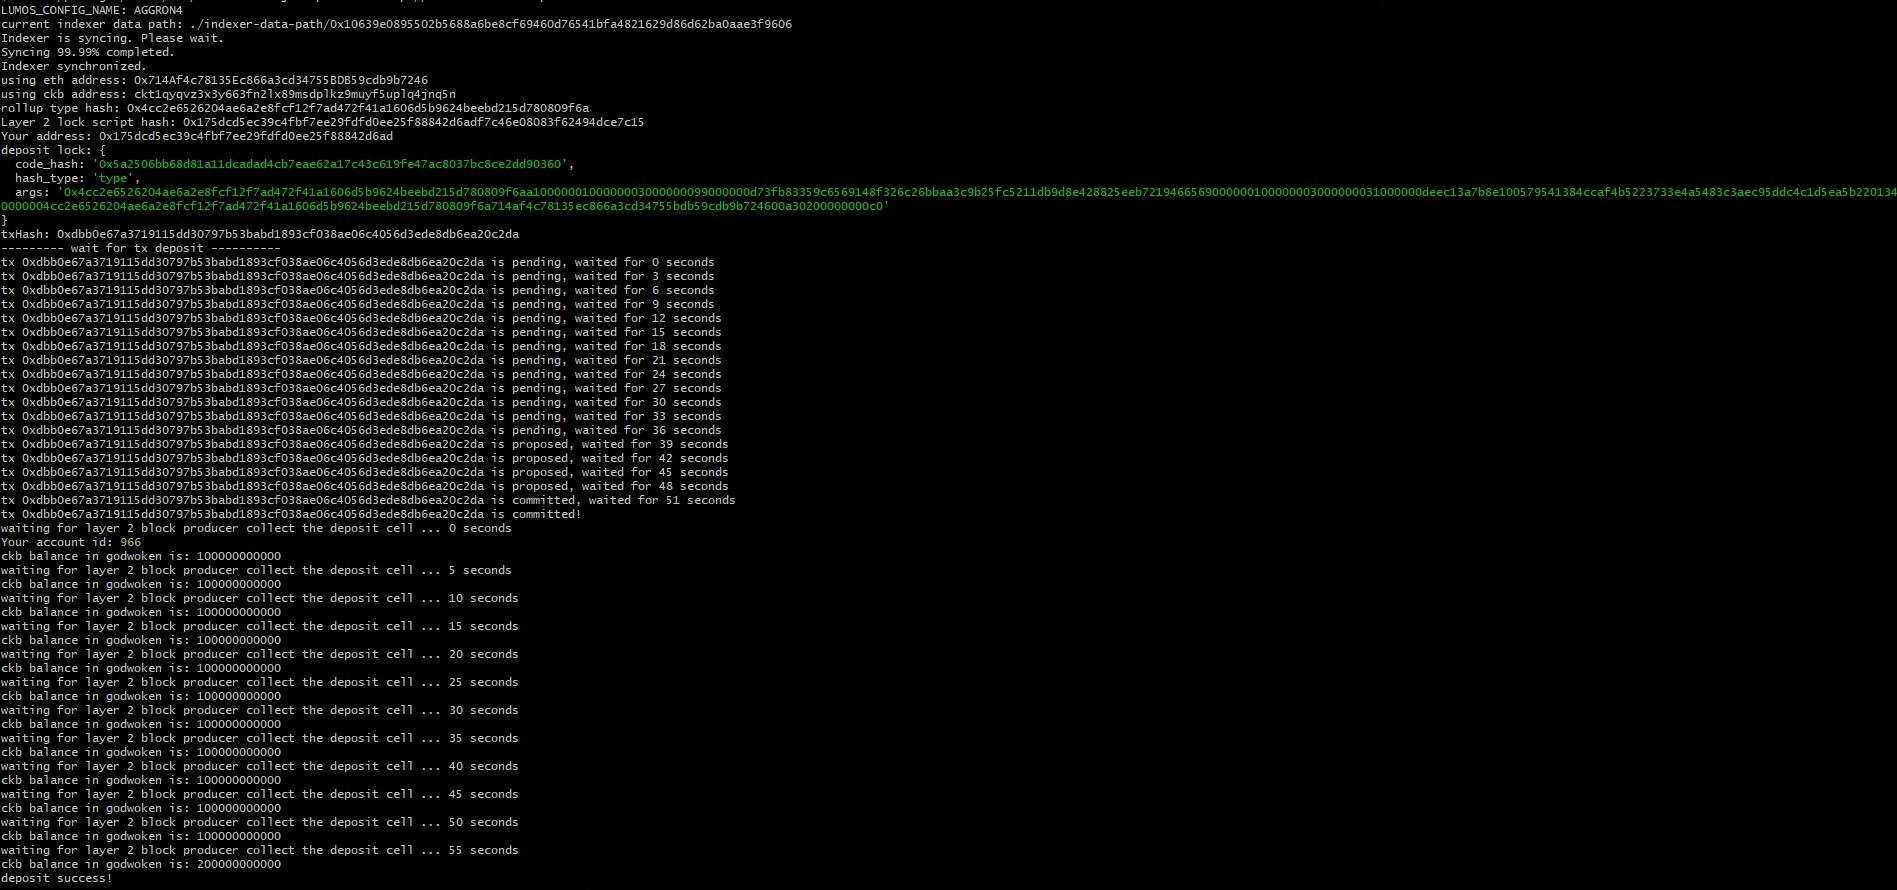 LUMOS_CONFIG_NAME: AGGRON4
current indexer data path: ./indexer-data-path/0x10639e0895502b5688a6be8cf69460d76541bfa4821629d86d62ba0aae3f9606
Indexer is syncing. Please wait.
Syncing 99.99% completed.
Indexer synchronized.
using eth address: 0x714Af4c78135Ec866a3cd34755BDB59cdb9b7246
using ckb address: ckt1qyqvz3x3y663fn2lx89msdplkz9muyf5uplq4jnq5n
rollup type hash: 0x4cc2e6526204ae6a2e8fcf12f7ad472f41a1606d5b9624beebd215d780809f6a
Layer 2 lock script hash: 0x175dcd5ec39c4fbf7ee29fdfd0ee25f88842d6adf7c46e08083f62494dce7c15
Your address: 0x175dcd5ec39c4fbf7ee29fdfd0ee25f88842d6ad
deposit lock: {
  code_hash: '0x5a2506bb68d81a11dcadad4cb7eae62a17c43c619fe47ac8037bc8ce2dd90360',
  hash_type: 'type',
  args: '0x4cc2e6526204ae6a2e8fcf12f7ad472f41a1606d5b9624beebd215d780809f6aa10000001000000030000000099000000d73fb83359c6569148f326c26bbaa3c9b25fc5211db9d8e428825eeb72194665690000001000000030000000031000000deec13a7b8e100579541384ccaf4b5223733e4a5483c3aec95ddc4c1d5ea5b220134
0000004cc2e6526204ae6a2e8fcf12f7ad472f41a1606d5b9624beebd215d780809f6a714af4c78135ec866a3cd34755bdb59cdb9b724600a30200000000c0'
}
txHash: 0xdbb0e67a3719115dd30797b53babd1893cf038ae06c4056d3ede8db6ea20c2da
--------- wait for tx deposit ----------
tx 0xdbb0e67a3719115dd30797b53babd1893cf038ae06c4056d3ede8db6ea20c2da is pending, waited for 0 seconds
tx 0xdbb0e67a3719115dd30797b53babd1893cf038ae06c4056d3ede8db6ea20c2da is pending, waited for 3 seconds
tx 0xdbb0e67a3719115dd30797b53babd1893cf038ae06c4056d3ede8db6ea20c2da is pending, waited for 6 seconds
tx 0xdbb0e67a3719115dd30797b53babd1893cf038ae06c4056d3ede8db6ea20c2da is pending, waited for 9 seconds
tx 0xdbb0e67a3719115dd30797b53babd1893cf038ae06c4056d3ede8db6ea20c2da is pending, waited for 12 seconds
tx 0xdbb0e67a3719115dd30797b53babd1893cf038ae06c4056d3ede8db6ea20c2da is pending, waited for 15 seconds
tx 0xdbb0e67a3719115dd30797b53babd1893cf038ae06c4056d3ede8db6ea20c2da is pending, waited for 18 seconds
tx 0xdbb0e67a3719115dd30797b53babd1893cf038ae06c4056d3ede8db6ea20c2da is pending, waited for 21 seconds
tx 0xdbb0e67a3719115dd30797b53babd1893cf038ae06c4056d3ede8db6ea20c2da is pending, waited for 24 seconds
tx 0xdbb0e67a3719115dd30797b53babd1893cf038ae06c4056d3ede8db6ea20c2da is pending, waited for 27 seconds
tx 0xdbb0e67a3719115dd30797b53babd1893cf038ae06c4056d3ede8db6ea20c2da is pending, waited for 30 seconds
tx 0xdbb0e67a3719115dd30797b53babd1893cf038ae06c4056d3ede8db6ea20c2da is pending, waited for 33 seconds
tx 0xdbb0e67a3719115dd30797b53babd1893cf038ae06c4056d3ede8db6ea20c2da is pending, waited for 36 seconds
tx 0xdbb0e67a3719115dd30797b53babd1893cf038ae06c4056d3ede8db6ea20c2da is proposed, waited for 39 seconds
tx 0xdbb0e67a3719115dd30797b53babd1893cf038ae06c4056d3ede8db6ea20c2da is proposed, waited for 42 seconds
tx 0xdbb0e67a3719115dd30797b53babd1893cf038ae06c4056d3ede8db6ea20c2da is proposed, waited for 45 seconds
tx 0xdbb0e67a3719115dd30797b53babd1893cf038ae06c4056d3ede8db6ea20c2da is proposed, waited for 48 seconds
tx 0xdbb0e67a3719115dd30797b53babd1893cf038ae06c4056d3ede8db6ea20c2da is committed, waited for 51 seconds
tx 0xdbb0e67a3719115dd30797b53babd1893cf038ae06c4056d3ede8db6ea20c2da is committed!
waiting for layer 2 block producer collect the deposit cell ... 0 seconds
Your account id: 966
ckb balance in godwoken is: 100000000000
waiting for layer 2 block producer collect the deposit cell ... 5 seconds
ckb balance in godwoken is: 100000000000
waiting for layer 2 block producer collect the deposit cell ... 10 seconds
ckb balance in godwoken is: 100000000000
waiting for layer 2 block producer collect the deposit cell ... 15 seconds
ckb balance in godwoken is: 100000000000
waiting for layer 2 block producer collect the deposit cell ... 20 seconds
ckb balance in godwoken is: 100000000000
waiting for layer 2 block producer collect the deposit cell ... 25 seconds
ckb balance in godwoken is: 100000000000
waiting for layer 2 block producer collect the deposit cell ... 30 seconds
ckb balance in godwoken is: 100000000000
waiting for layer 2 block producer collect the deposit cell ... 35 seconds
ckb balance in godwoken is: 100000000000
waiting for layer 2 block producer collect the deposit cell ... 40 seconds
ckb balance in godwoken is: 100000000000
waiting for layer 2 block producer collect the deposit cell ... 45 seconds
ckb balance in godwoken is: 100000000000
waiting for layer 2 block producer collect the deposit cell ... 50 seconds
ckb balance in godwoken is: 100000000000
waiting for layer 2 block producer collect the deposit cell ... 55 seconds
ckb balance in godwoken is: 200000000000
deposit success!